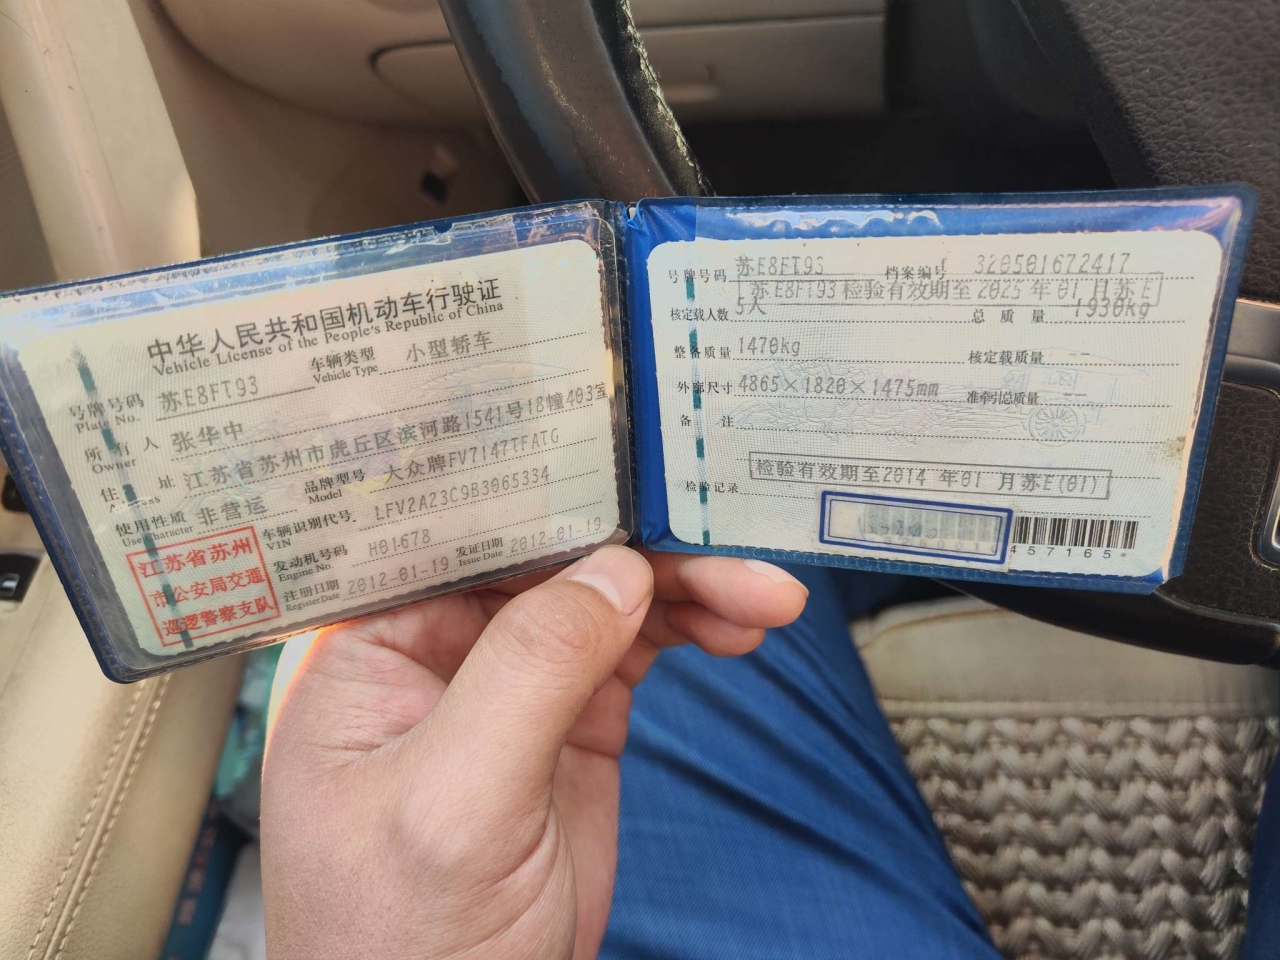 中华人民共和国机动车行驶证
Vehicle License of the People's Republic of China
号牌号码 苏E8FT93 车辆类型 小型轿车
Plate No. Vehicle Type
所有人 张华中
Owner
住址 江苏省苏州市虎丘区滨河路1541号18幢403室
使用性质 非营运 品牌型号 大众牌FV7147TFATG
Use Character Model
车辆识别代号 LFV2A23C9B3065334
VIN
发动机号码 H01678
Engine No.
注册日期 2012-01-19 发证日期 2012-01-19
Register Date Issue Date
江苏省苏州
市公安局交通
巡逻警察支队
号牌号码 苏E8FT93 档案编号 320501672417
苏E8FT93检验有效期至2025年01月苏E
核定载人数 5人 总质量 1930kg
整备质量 1470kg 核定载质量 --
外廓尺寸 4865×1820×1475mm 准牵引总质量 --
备注
检验有效期至2014年01月苏E(01)
检验记录
457165*